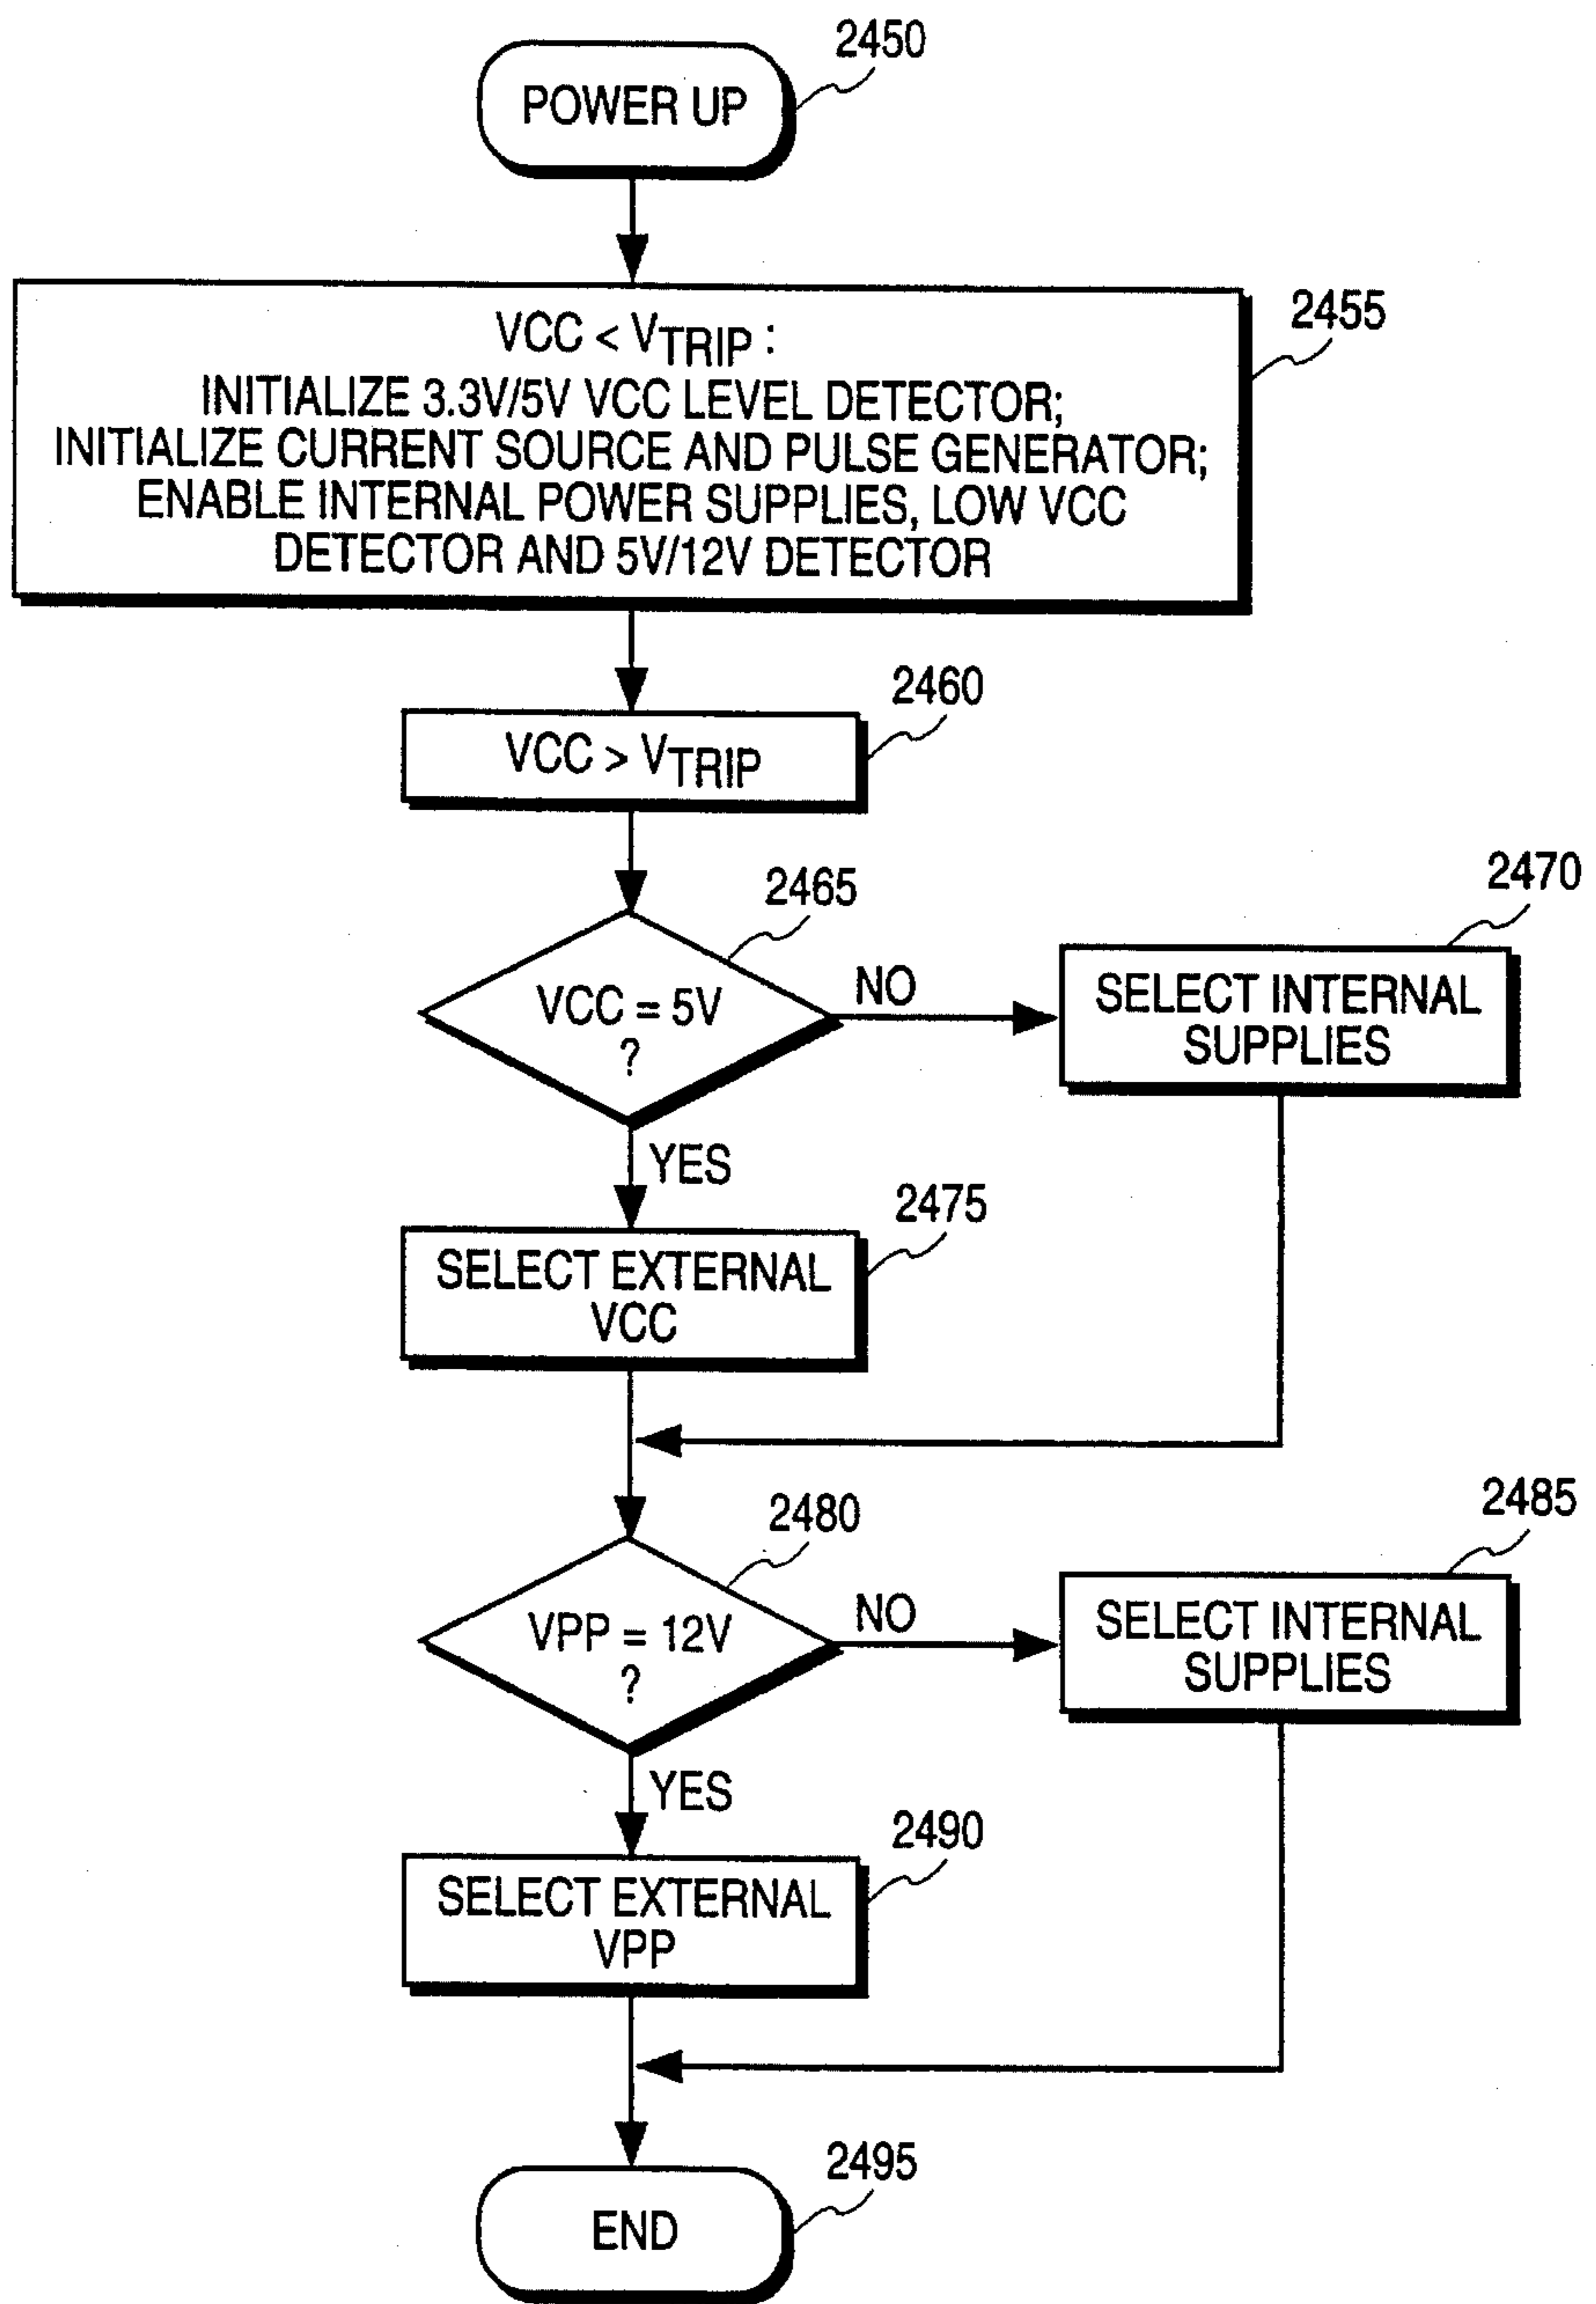 2450
POWER UP
2455
VCC < VTRIP :
INITIALIZE 3.3V/5V VCC LEVEL DETECTOR;
INITIALIZE CURRENT SOURCE AND PULSE GENERATOR;
ENABLE INTERNAL POWER SUPPLIES, LOW VCC
DETECTOR AND 5V/12V DETECTOR
2460
VCC > VTRIP
2465
VCC = 5V
?
NO
2470
SELECT INTERNAL
SUPPLIES
YES
2475
SELECT EXTERNAL
VCC
2480
VPP = 12V
?
NO
2485
SELECT INTERNAL
SUPPLIES
YES
2490
SELECT EXTERNAL
VPP
2495
END